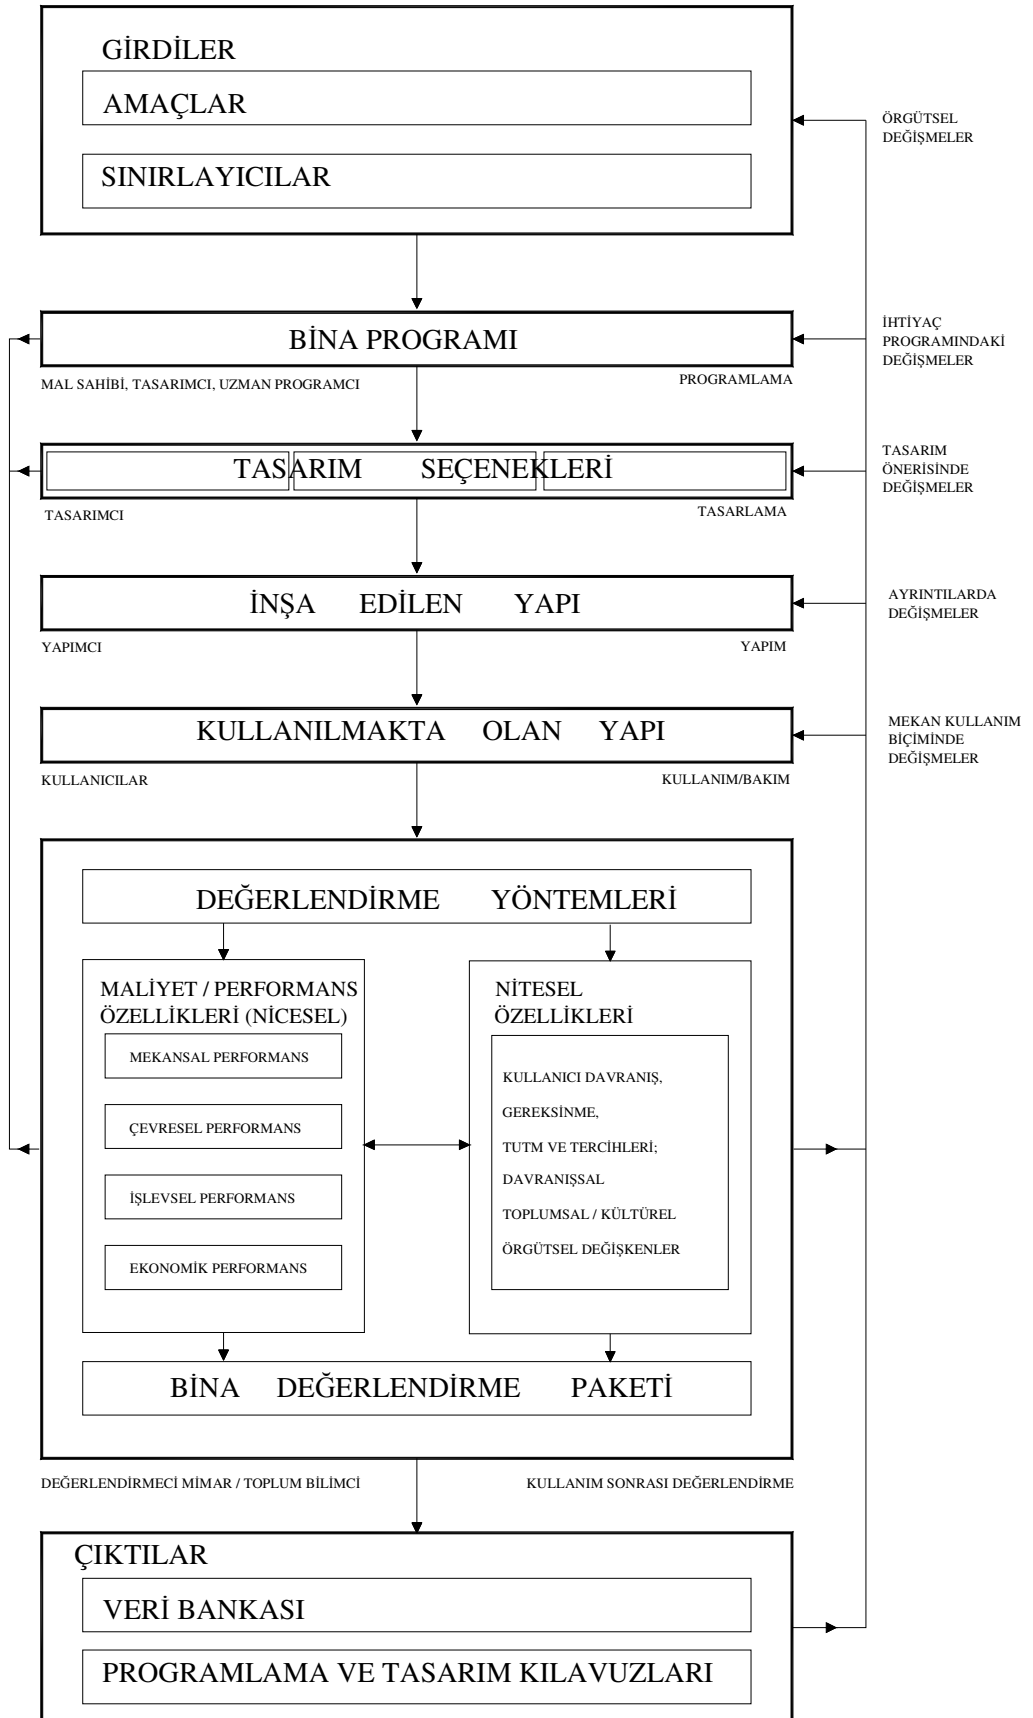 GİRDİLER
AMAÇLAR
SINIRLAYICILAR
ÖRGÜTSEL
DEĞİŞMELER
BİNA PROGRAMI
MAL SAHİBİ, TASARIMCI, UZMAN PROGRAMCI
PROGRAMLAMA
İHTİYAÇ
PROGRAMINDAKİ
DEĞİŞMELER
TASARIM SEÇENEKLERİ
TASARIMCI
TASARLAMA
TASARIM
ÖNERİSİNDE
DEĞİŞMELER
İNŞA EDİLEN YAPI
YAPIMCI
YAPIM
AYRINTILARDA
DEĞİŞMELER
KULLANILMAKTA OLAN YAPI
KULLANICILAR
KULLANIM/BAKIM
MEKAN KULLANIM
BİÇİMİNDE
DEĞİŞMELER
DEĞERLENDİRME YÖNTEMLERİ
MALİYET / PERFORMANS
ÖZELLİKLERİ (NİCESEL)
MEKANSAL PERFORMANS
ÇEVRESEL PERFORMANS
İŞLEVSEL PERFORMANS
EKONOMİK PERFORMANS
NİTESEL
ÖZELLİKLERİ
KULLANICI DAVRANIŞ,
GEREKSİNME,
TUTM VE TERCİHLERİ;
DAVRANIŞSAL
TOPLUMSAL / KÜLTÜREL
ÖRGÜTSEL DEĞİŞKENLER
BİNA DEĞERLENDİRME PAKETİ
DEĞERLENDİRMECİ MİMAR / TOPLUM BİLİMCİ
KULLANIM SONRASI DEĞERLENDİRME
ÇIKTILAR
VERİ BANKASI
PROGRAMLAMA VE TASARIM KILAVUZLARI